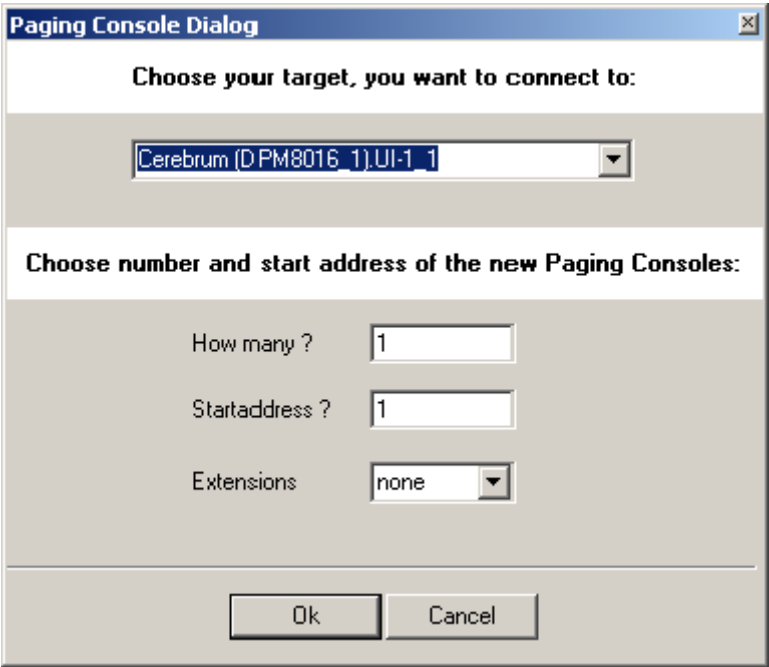 Paging Console Dialog
Choose your target, you want to connect to:
Cerebrum (DPM8016_1).UI-1_1
Choose number and start address of the new Paging Consoles:
How many ? 1
Startaddress ? 1
Extensions none
Ok Cancel